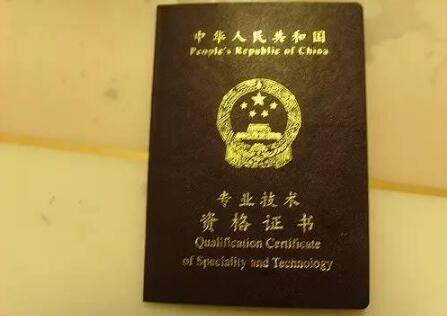 中华人民共和国
People's Republic of China
专业技术
资格证书
Qualification Certificate
of Speciality and Technology